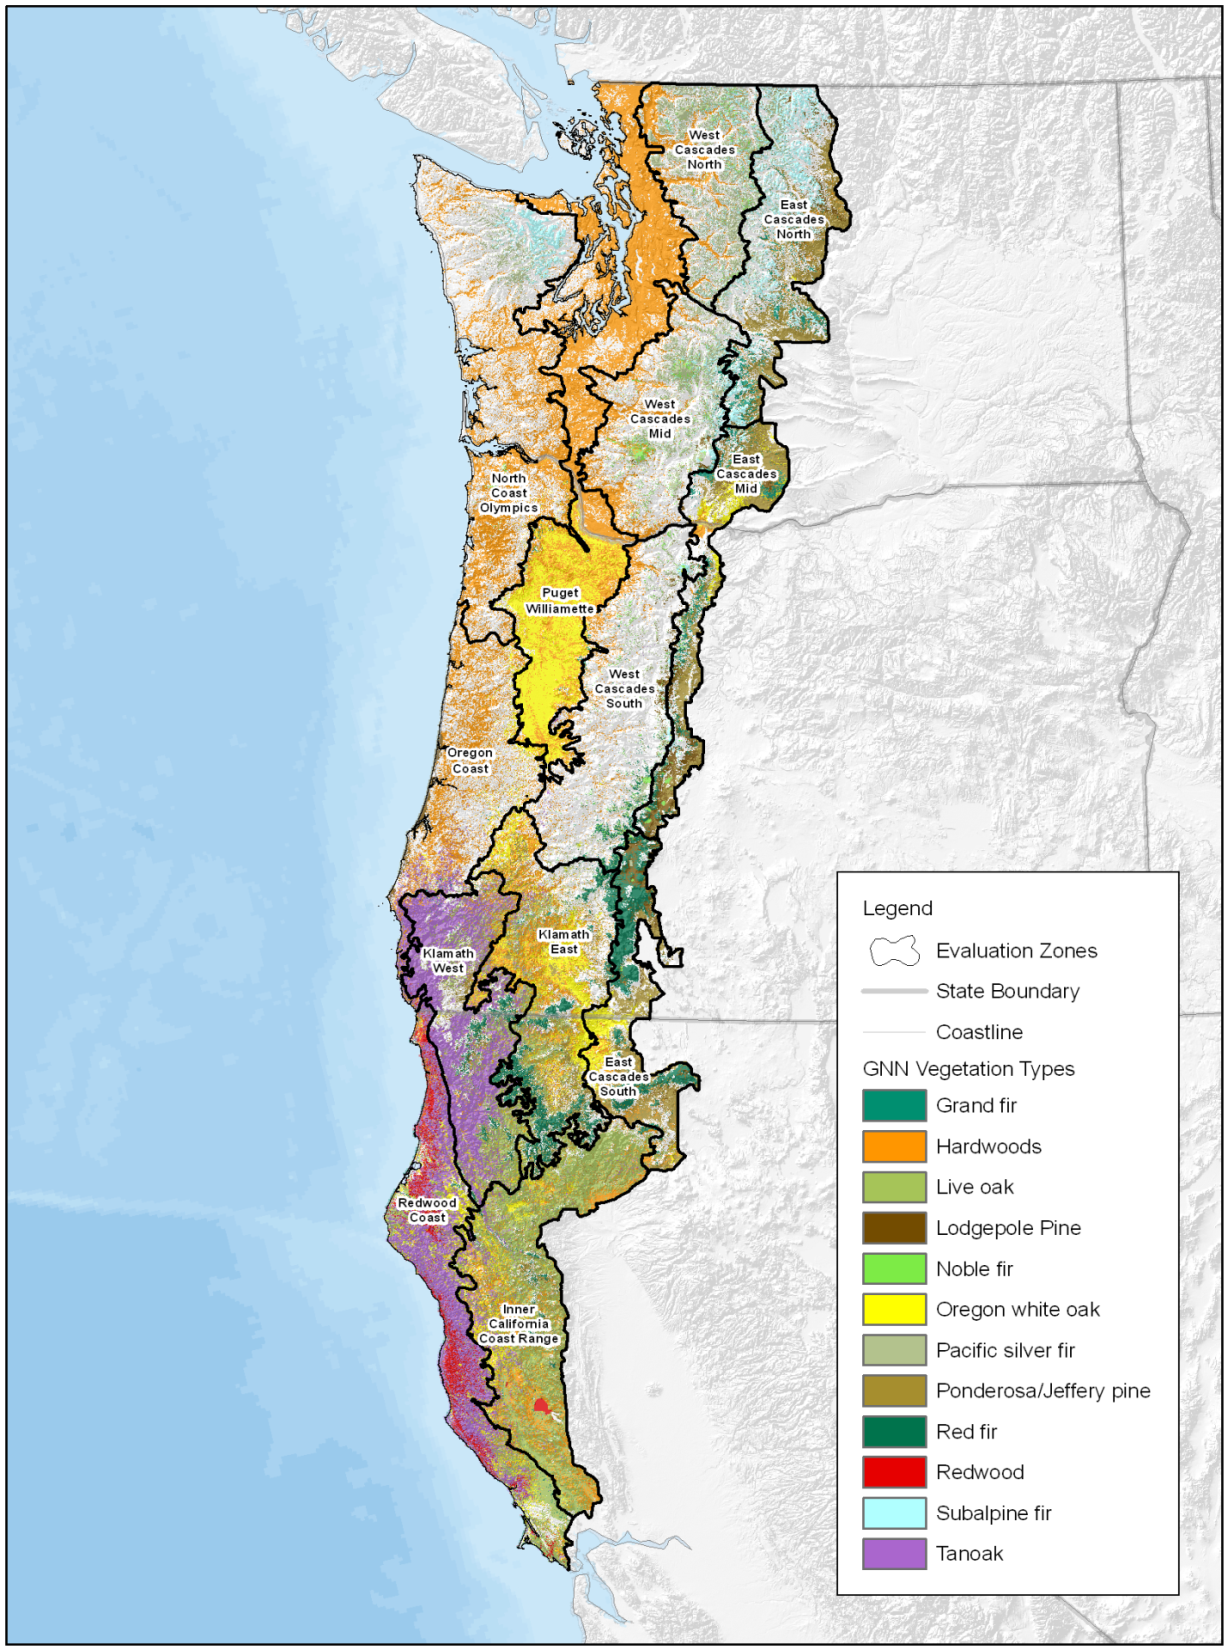 West
Cascades
North
East
Cascades
North
West
Cascades
Mid
East
Cascades
Mid
North
Coast
Olympics
Puget
Williamette
West
Cascades
South
Oregon
Coast
Klamath
East
Klamath
West
East
Cascades
South
Redwood
Coast
Inner
California
Coast Range
Legend
Evaluation Zones
State Boundary
Coastline
GNN Vegetation Types
Grand fir
Hardwoods
Live oak
Lodgepole Pine
Noble fir
Oregon white oak
Pacific silver fir
Ponderosa/Jeffery pine
Red fir
Redwood
Subalpine fir
Tanoak